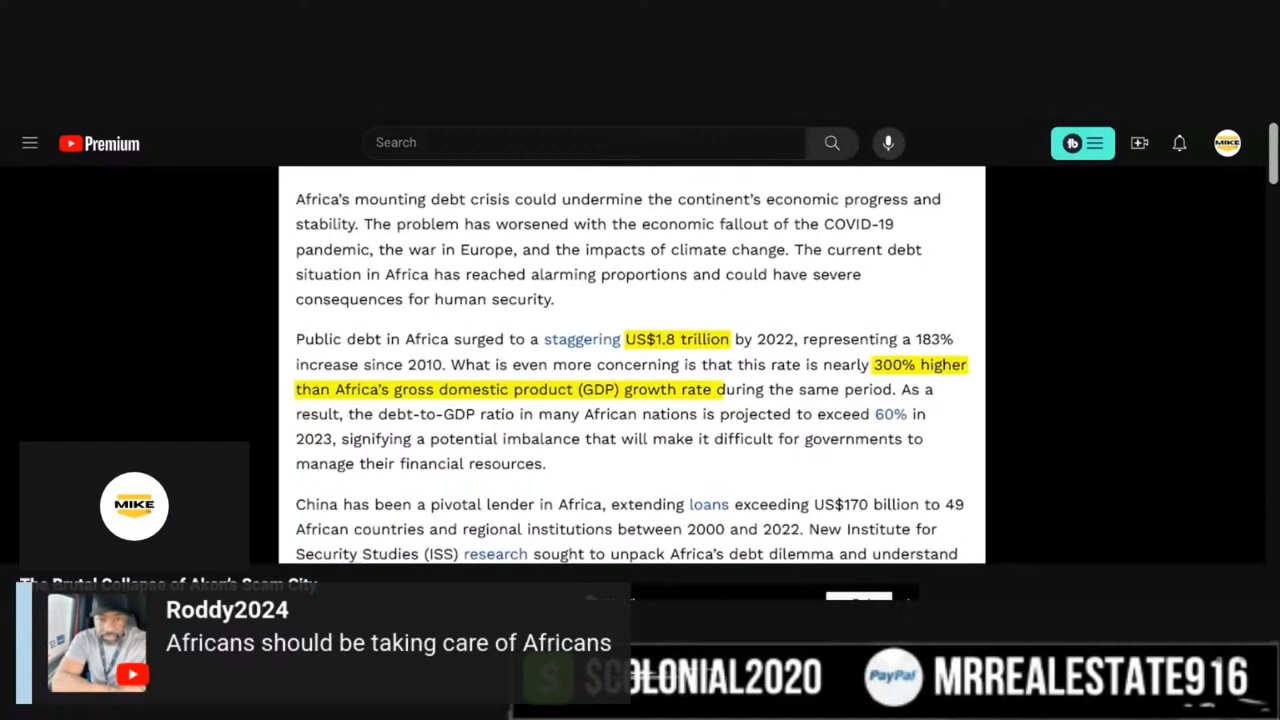 Premium
Search
MIKE
Africa's mounting debt crisis could undermine the continent's economic progress and
stability. The problem has worsened with the economic fallout of the COVID-19
pandemic, the war in Europe, and the impacts of climate change. The current debt
situation in Africa has reached alarming proportions and could have severe
consequences for human security.
Public debt in Africa surged to a staggering US$1.8 trillion by 2022, representing a 183%
increase since 2010. What is even more concerning is that this rate is nearly 300% higher
than Africa's gross domestic product (GDP) growth rate during the same period. As a
result, the debt-to-GDP ratio in many African nations is projected to exceed 60% in
2023, signifying a potential imbalance that will make it difficult for governments to
manage their financial resources.
China has been a pivotal lender in Africa, extending loans exceeding US$170 billion to 49
African countries and regional institutions between 2000 and 2022. New Institute for
Security Studies (ISS) research sought to unpack Africa's debt dilemma and understand
MIKE
The Brutal Collapse of Akon's Scam City
Roddy2024
Africans should be taking care of Africans
$ $COLONIAL2020 PayPal MRREALESTATE916